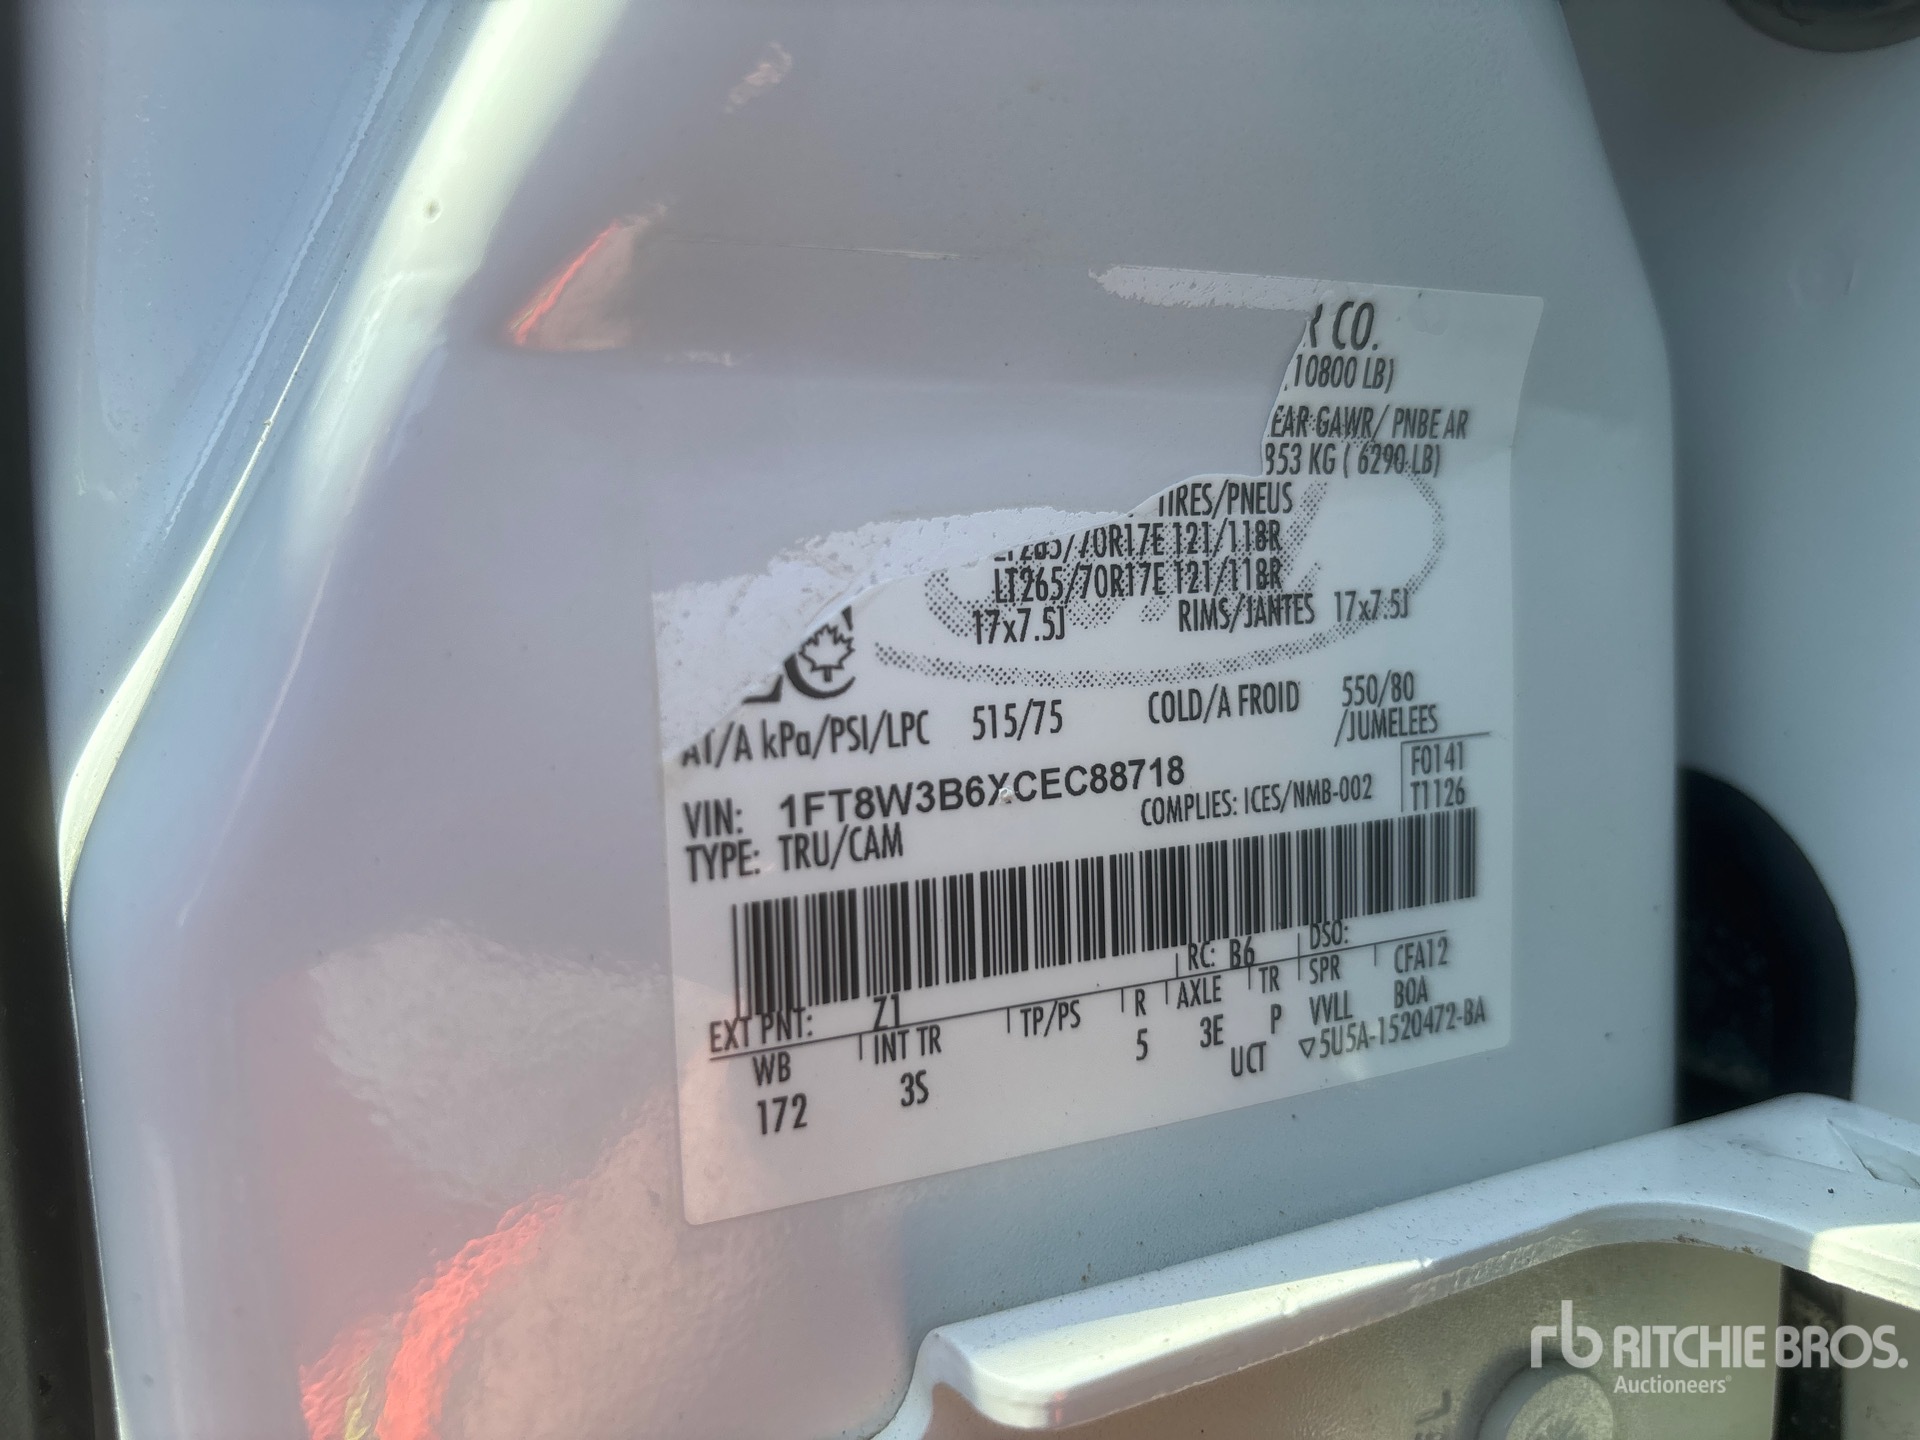 CO.
10800 LB)
GAWR/ PNBE AR
853 KG ( 6290 LB)
TIRES/PNEUS
LT265/70R17E 121/118R
LT265/70R17E 121/118R
17x7.5J RIMS/JANTES 17x7.5J
AT/A kPa/PSI/LPC 515/75 COLD/A FROID 550/80
/JUMELEES
VIN: 1FT8W3B6XCEC88718 F0141
TYPE: TRU/CAM COMPLIES: ICES/NMB-002 T1126
EXT PNT: Z1 RC: B6 DSO:
WB INT TR TP/PS R AXLE TR SPR CFA12
172 3S 5 3E P VVLL BOA
UCT ▽5U5A-1520472-BA
rb RITCHIE BROS.
Auctioneers